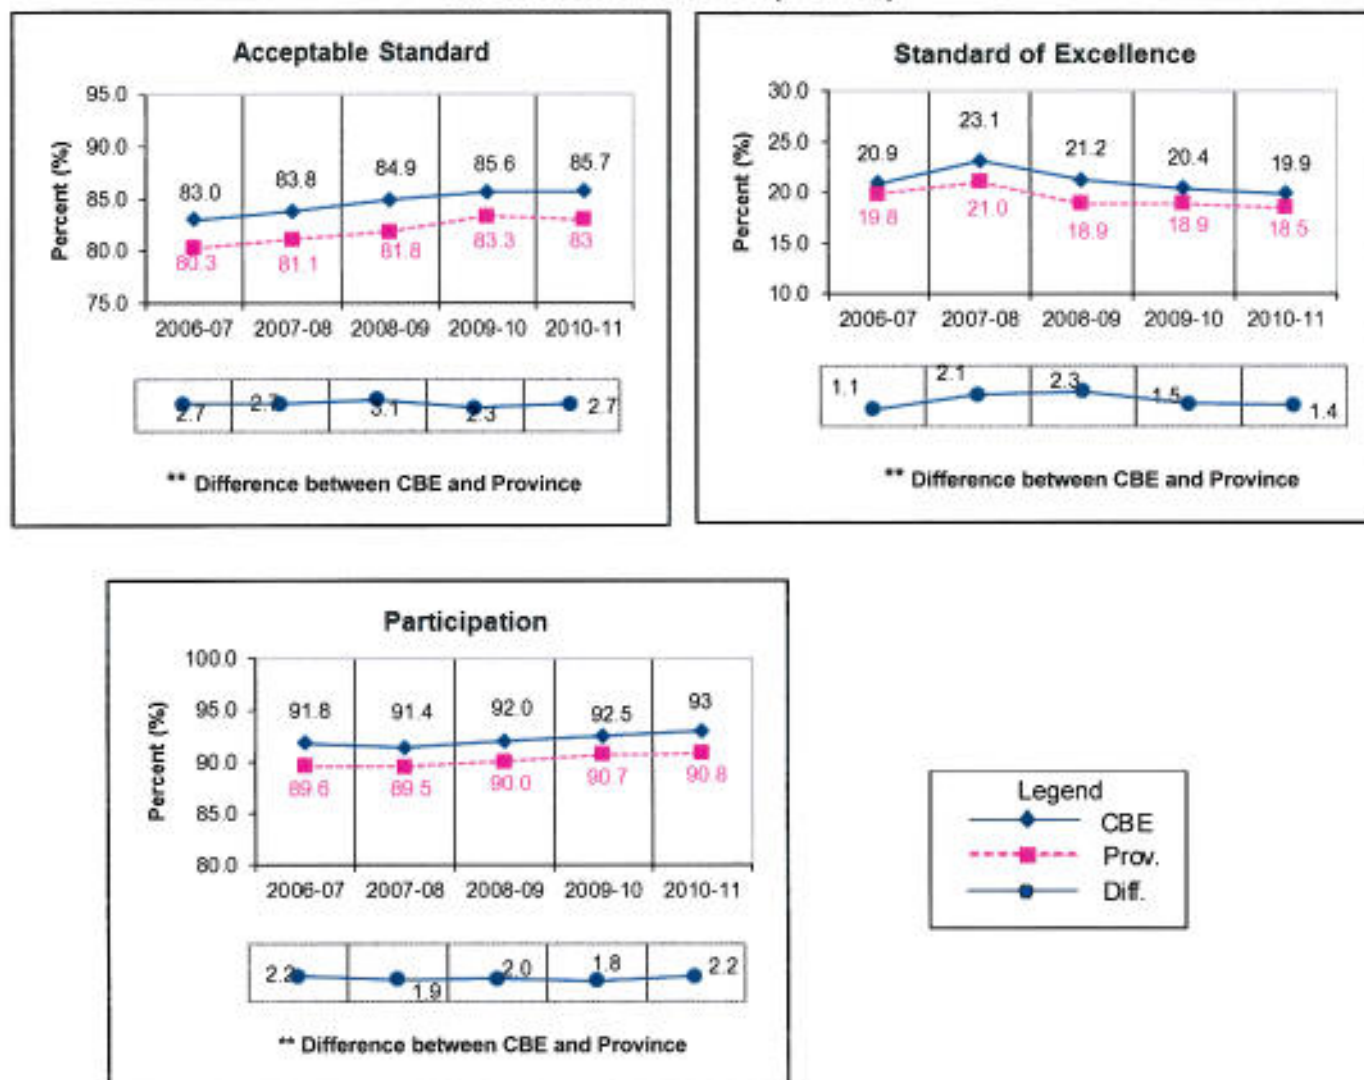 Acceptable Standard
95.0
90.0
85.0
80.0
75.0
Percent (%)
83.0 83.8 84.9 85.6 85.7
80.3 81.1 81.8 83.3 83
2006-07 2007-08 2008-09 2009-10 2010-11
2.7 2.7 3.1 2.3 2.7
** Difference between CBE and Province
Standard of Excellence
30.0
25.0
20.0
15.0
10.0
Percent (%)
20.9 23.1 21.2 20.4 19.9
19.8 21.0 18.9 18.9 18.5
2006-07 2007-08 2008-09 2009-10 2010-11
1.1 2.1 2.3 1.5 1.4
** Difference between CBE and Province
Participation
100.0
95.0
90.0
85.0
80.0
Percent (%)
91.8 91.4 92.0 92.5 93
89.6 89.5 90.0 90.7 90.8
2006-07 2007-08 2008-09 2009-10 2010-11
2.2 1.9 2.0 1.8 2.2
** Difference between CBE and Province
Legend
CBE
Prov.
Diff.